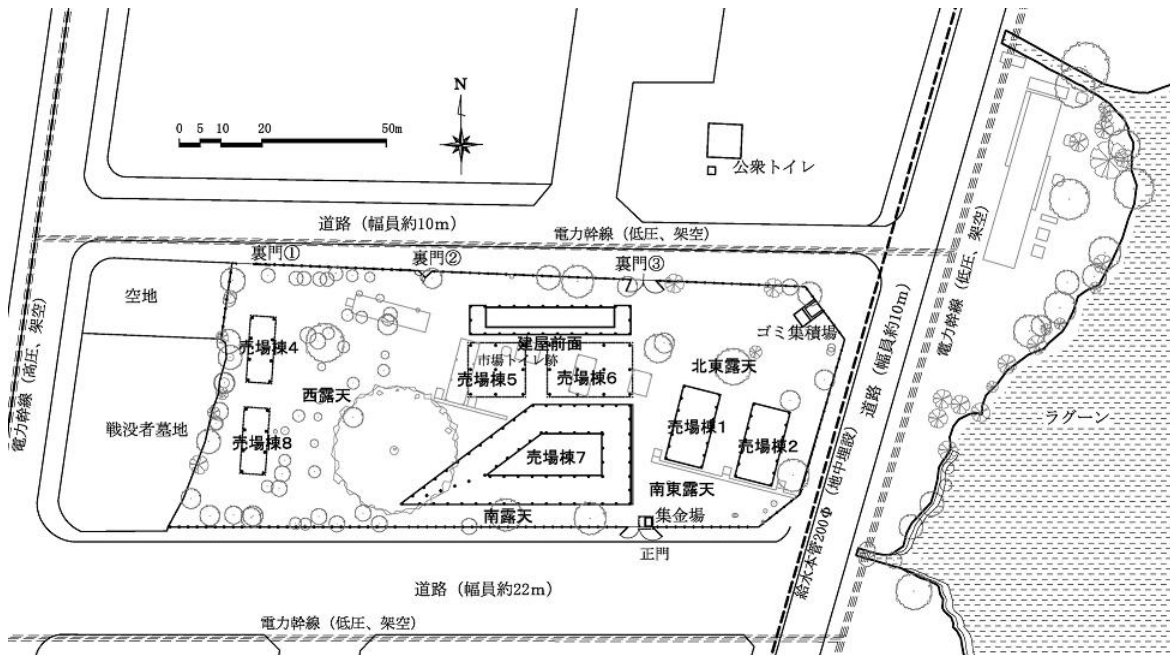 N
0 5 10 20 50m
公衆トイレ
道路（幅員約10m）
電力幹線（低圧、架空）
裏門①
裏門②
裏門③
空地
ゴミ集積場
電力幹線（高圧、架空）
売場棟4
建屋前面
市場トイレ跡
売場棟5
売場棟6
北東露天
西露天
戦没者墓地
売場棟8
売場棟7
売場棟1
売場棟2
南東露天
南露天
集金場
正門
道路（幅員約10m）
電力幹線（低圧、架空）
ラグーン
給水本管200Φ（地中埋設）
道路（幅員約22m）
電力幹線（低圧、架空）